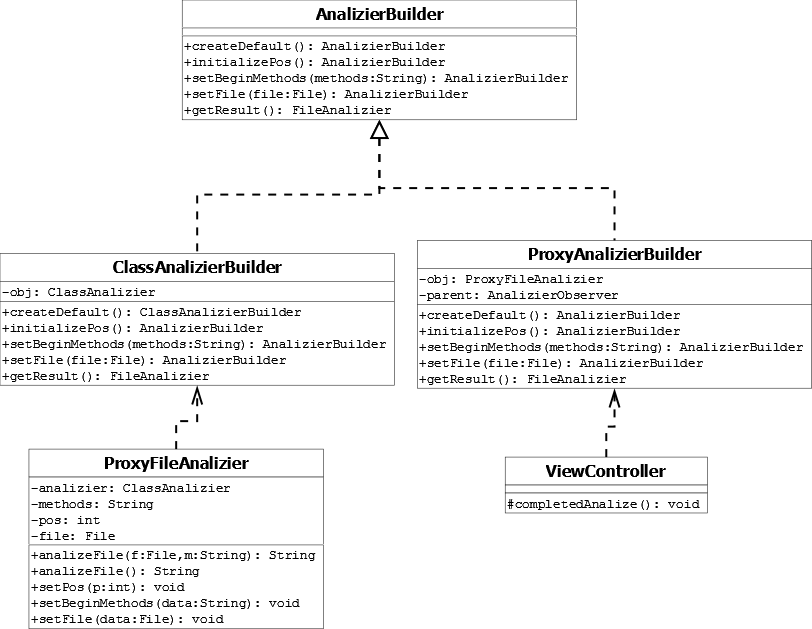 AnalizierBuilder
+createDefault(): AnalizierBuilder
+initializePos(): AnalizierBuilder
+setBeginMethods(methods:String): AnalizierBuilder
+setFile(file:File): AnalizierBuilder
+getResult(): FileAnalizier
ClassAnalizierBuilder
-obj: ClassAnalizier
+createDefault(): ClassAnalizierBuilder
+initializePos(): AnalizierBuilder
+setBeginMethods(methods:String): AnalizierBuilder
+setFile(file:File): AnalizierBuilder
+getResult(): FileAnalizier
ProxyAnalizierBuilder
-obj: ProxyFileAnalizier
-parent: AnalizierObserver
+createDefault(): AnalizierBuilder
+initializePos(): AnalizierBuilder
+setBeginMethods(methods:String): AnalizierBuilder
+setFile(file:File): AnalizierBuilder
+getResult(): FileAnalizier
ProxyFileAnalizier
-analizier: ClassAnalizier
-methods: String
-pos: int
-file: File
+analizeFile(f:File,m:String): String
+analizeFile(): String
+setPos(p:int): void
+setBeginMethods(data:String): void
+setFile(data:File): void
ViewController
#completedAnalize(): void